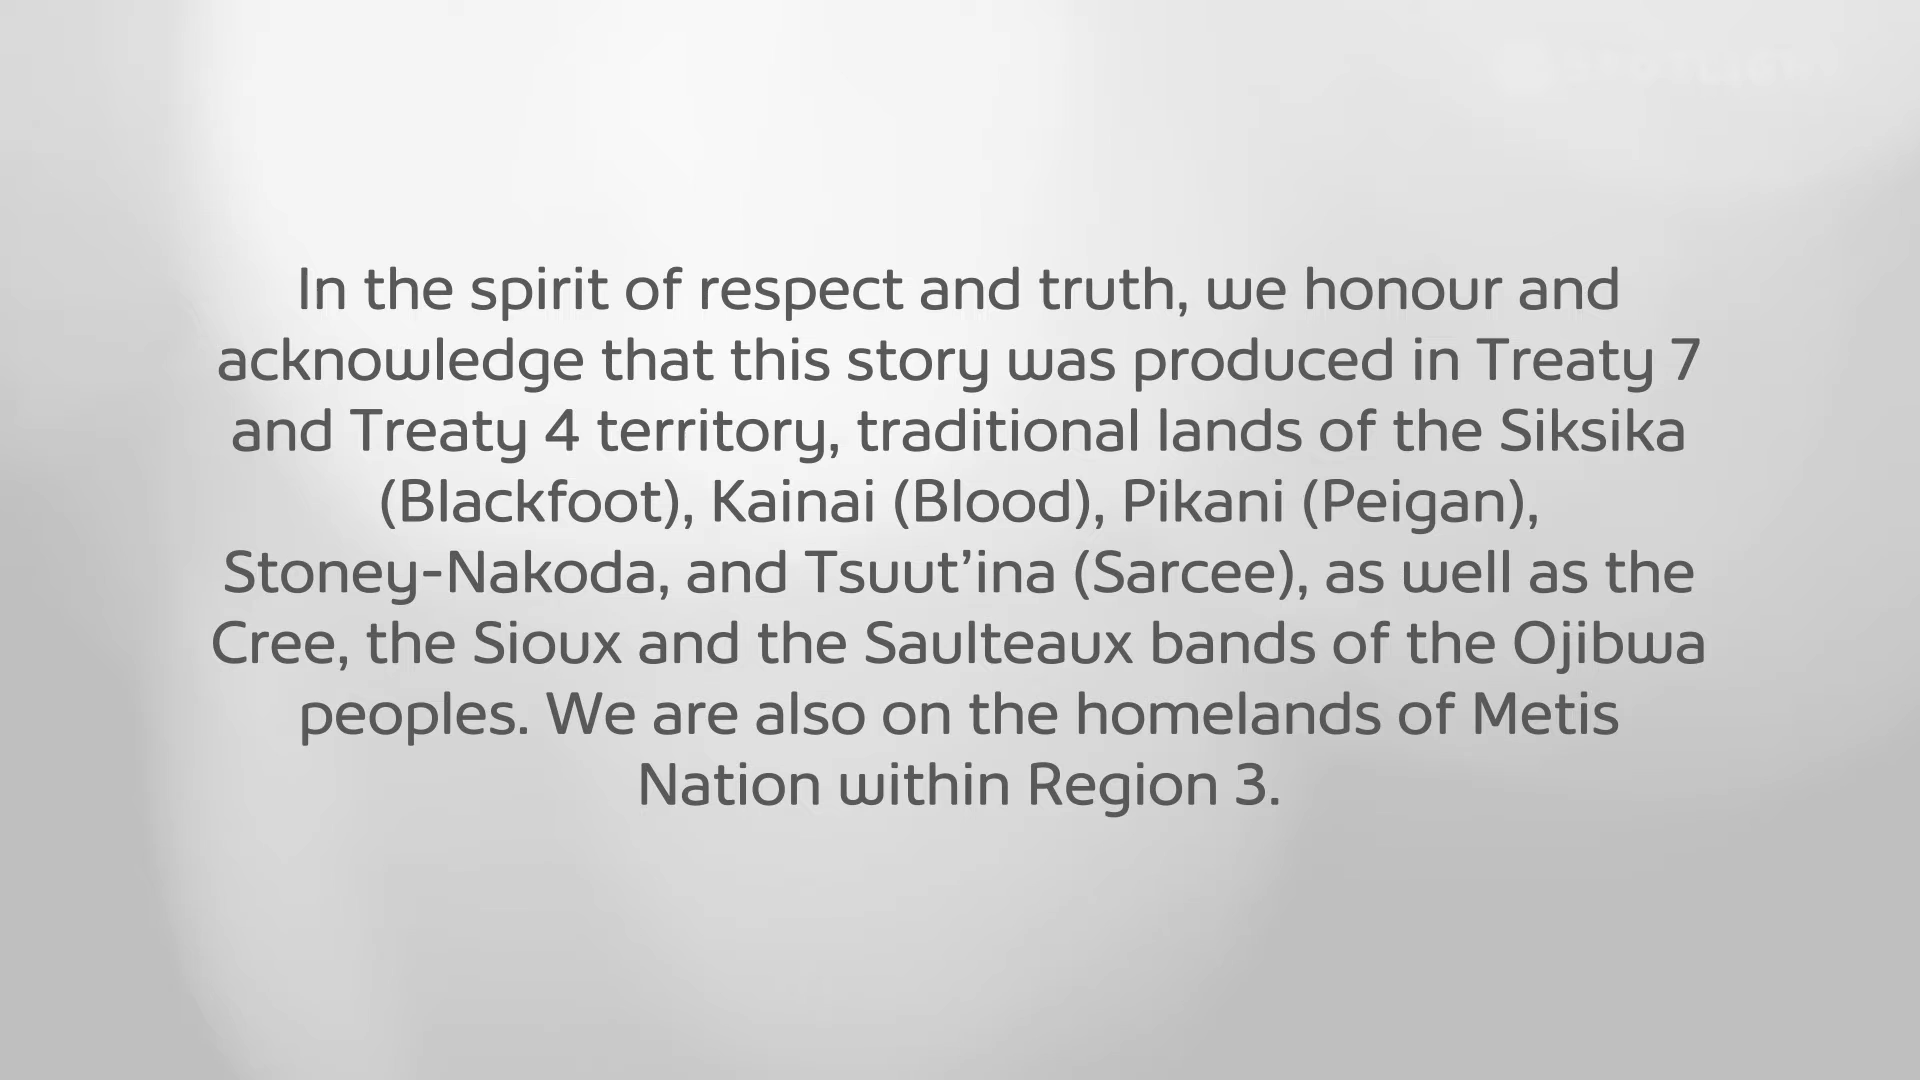 In the spirit of respect and truth, we honour and
acknowledge that this story was produced in Treaty 7
and Treaty 4 territory, traditional lands of the Siksika
(Blackfoot), Kainai (Blood), Pikani (Peigan),
Stoney-Nakoda, and Tsuut’ina (Sarcee), as well as the
Cree, the Sioux and the Saulteaux bands of the Ojibwa
peoples. We are also on the homelands of Metis
Nation within Region 3.